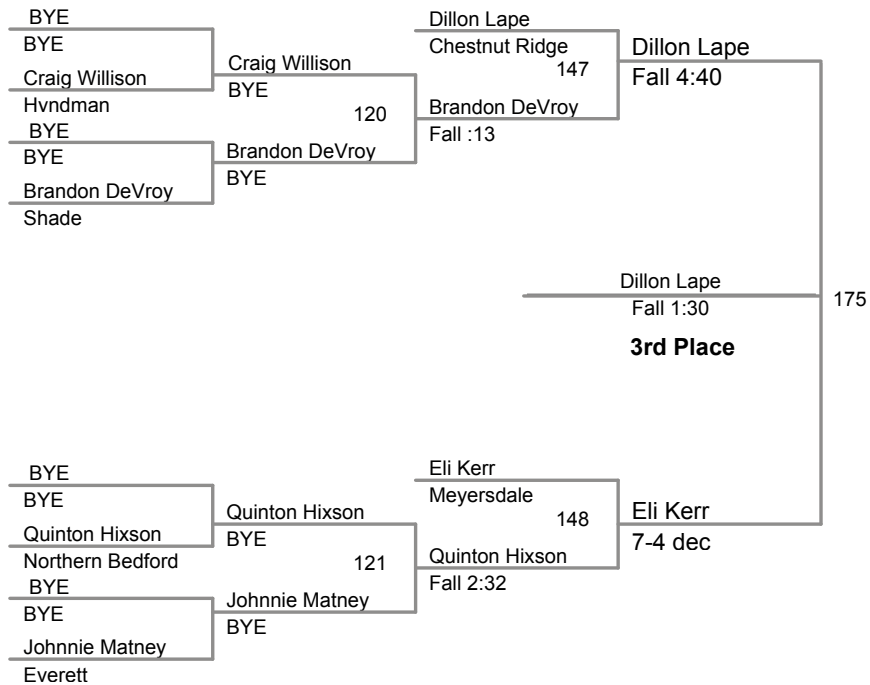 BYE
BYE
Craig Willison
Hvndman
BYE
BYE
Brandon DeVroy
Shade
Craig Willison
BYE
120
Brandon DeVroy
BYE
Dillon Lape
Chestnut Ridge
147
Brandon DeVroy
Fall :13
Dillon Lape
Fall 4:40
Dillon Lape
Fall 1:30
3rd Place
175
BYE
BYE
Quinton Hixson
Northern Bedford
BYE
BYE
Johnnie Matney
Everett
Quinton Hixson
BYE
121
Johnnie Matney
BYE
Eli Kerr
Meyersdale
148
Quinton Hixson
Fall 2:32
Eli Kerr
7-4 dec